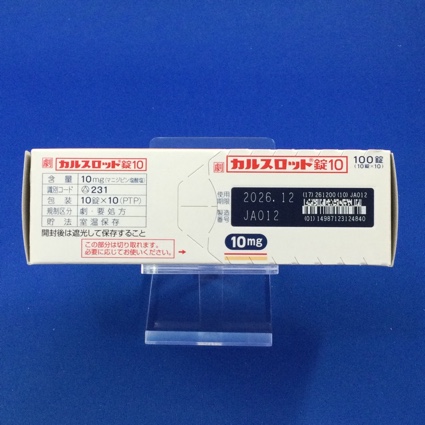 劇 カルスロット錠10
含量 10mg(マニジピン塩酸塩)
識別コード 231
包装 10錠×10(PTP)
規制区分 劇・要処方
貯法 室温保存
開封後は遮光して保存すること
この部分は切り取れます。
必要に応じてお使いください。
劇 カルスロット®錠10 100錠
(10錠×10)
使用期限 2026.12
製造番号 JA012
(17)261200(10)JA012
(01)14987123124840
10mg